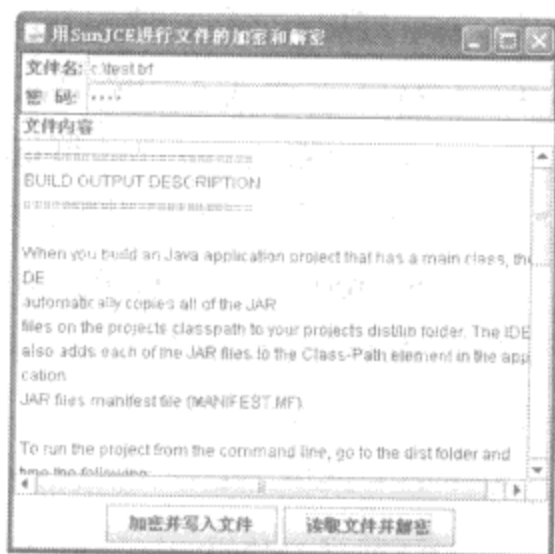 用SunJCE进行文件的加密和解密
文件名: c:\test.txt
密 码: ****
文件内容
======================
BUILD OUTPUT DESCRIPTION
======================
When you build an Java application project that has a main class, the
IDE
automatically copies all of the JAR
files on the projects classpath to your projects dist/lib folder. The IDE
also adds each of the JAR files to the Class-Path element in the appli
cation
JAR files manifest file (MANIFEST.MF).
To run the project from the command line, go to the dist folder and
type the following:
加密并写入文件 读取文件并解密